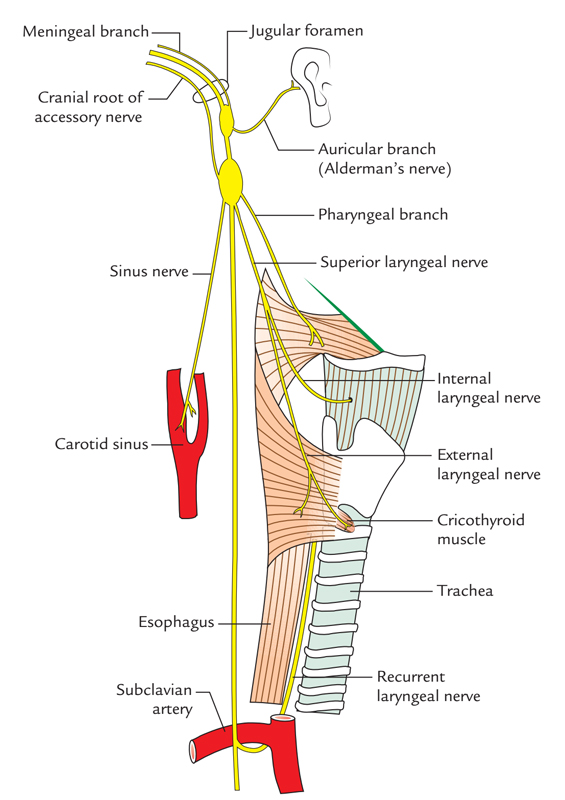 Meningeal branch
Jugular foramen
Cranial root of
accessory nerve
Auricular branch
(Alderman's nerve)
Pharyngeal branch
Superior laryngeal nerve
Sinus nerve
Internal
laryngeal nerve
Carotid sinus
External
laryngeal nerve
Cricothyroid
muscle
Trachea
Esophagus
Recurrent
laryngeal nerve
Subclavian
artery